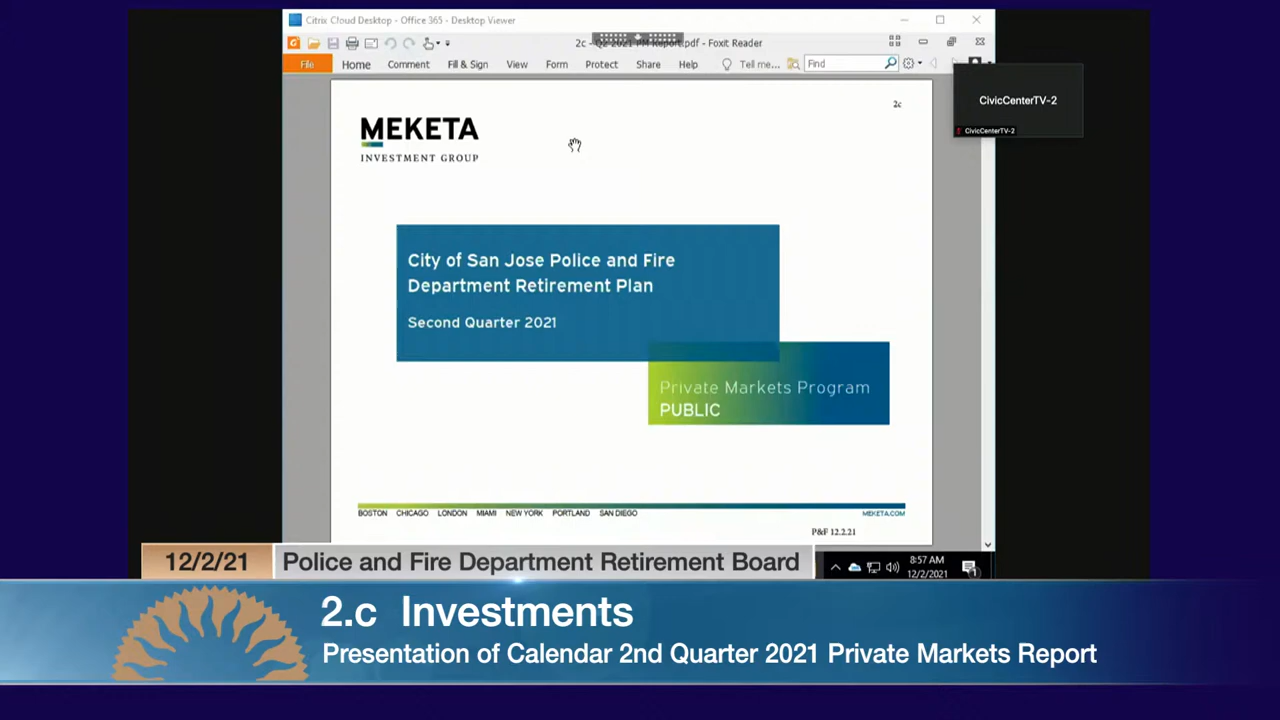 Citrix Cloud Desktop - Office 365 - Desktop Viewer
2c - Q2 2021 PM Report.pdf - Foxit Reader
File Home Comment Fill & Sign View Form Protect Share Help Tell me... Find
CivicCenterTV-2
CivicCenterTV-2
2c
MEKETA
INVESTMENT GROUP
City of San Jose Police and Fire
Department Retirement Plan
Second Quarter 2021
Private Markets Program
PUBLIC
BOSTON CHICAGO LONDON MIAMI NEW YORK PORTLAND SAN DIEGO MEKETA.COM
P&F 12.2.21
8:57 AM
12/2/2021
1
12/2/21 Police and Fire Department Retirement Board
2.c Investments
Presentation of Calendar 2nd Quarter 2021 Private Markets Report